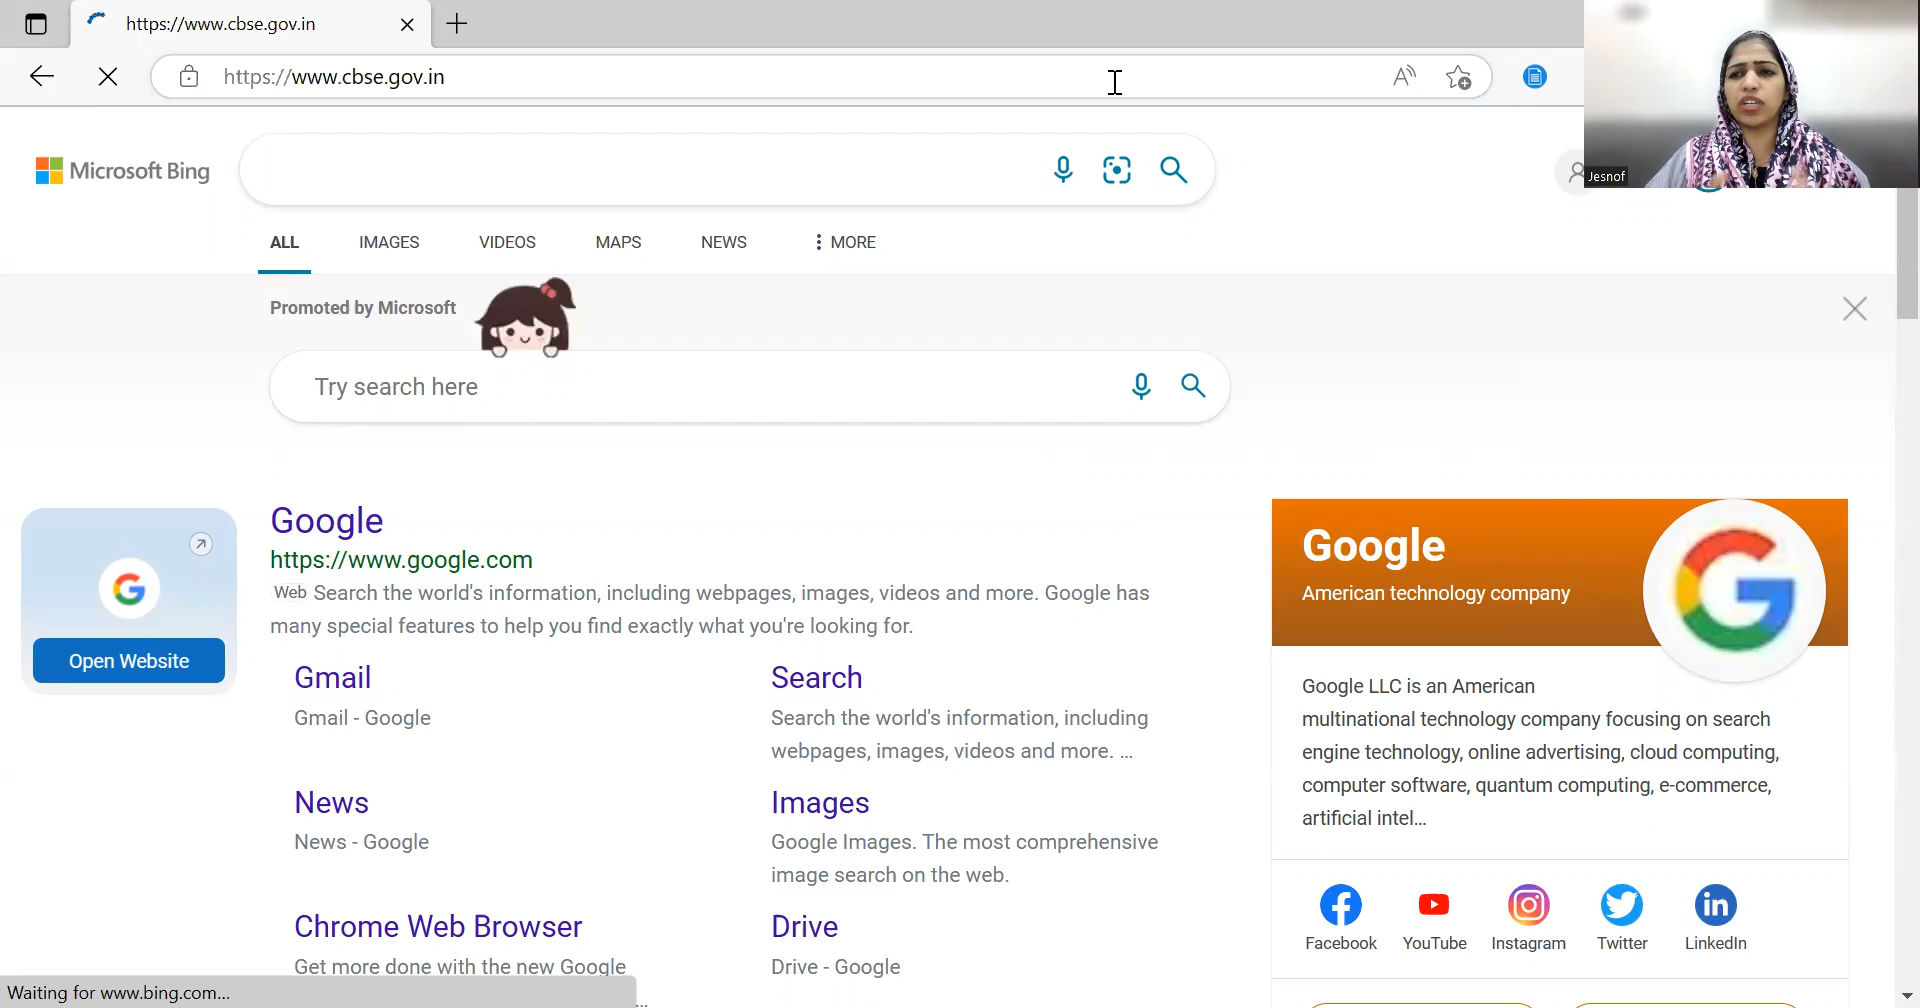 https://www.cbse.gov.in
https://www.cbse.gov.in
Jesnof
Microsoft Bing
ALL IMAGES VIDEOS MAPS NEWS MORE
Promoted by Microsoft
Try search here
Google
https://www.google.com
Web Search the world's information, including webpages, images, videos and more. Google has
many special features to help you find exactly what you're looking for.
Open Website
Gmail
Gmail - Google
Search
Search the world's information, including
webpages, images, videos and more. ...
News
News - Google
Images
Google Images. The most comprehensive
image search on the web.
Chrome Web Browser
Get more done with the new Google
...
Drive
Drive - Google
Google
American technology company
Google LLC is an American
multinational technology company focusing on search
engine technology, online advertising, cloud computing,
computer software, quantum computing, e-commerce,
artificial intel...
Facebook YouTube Instagram Twitter LinkedIn
Waiting for www.bing.com...